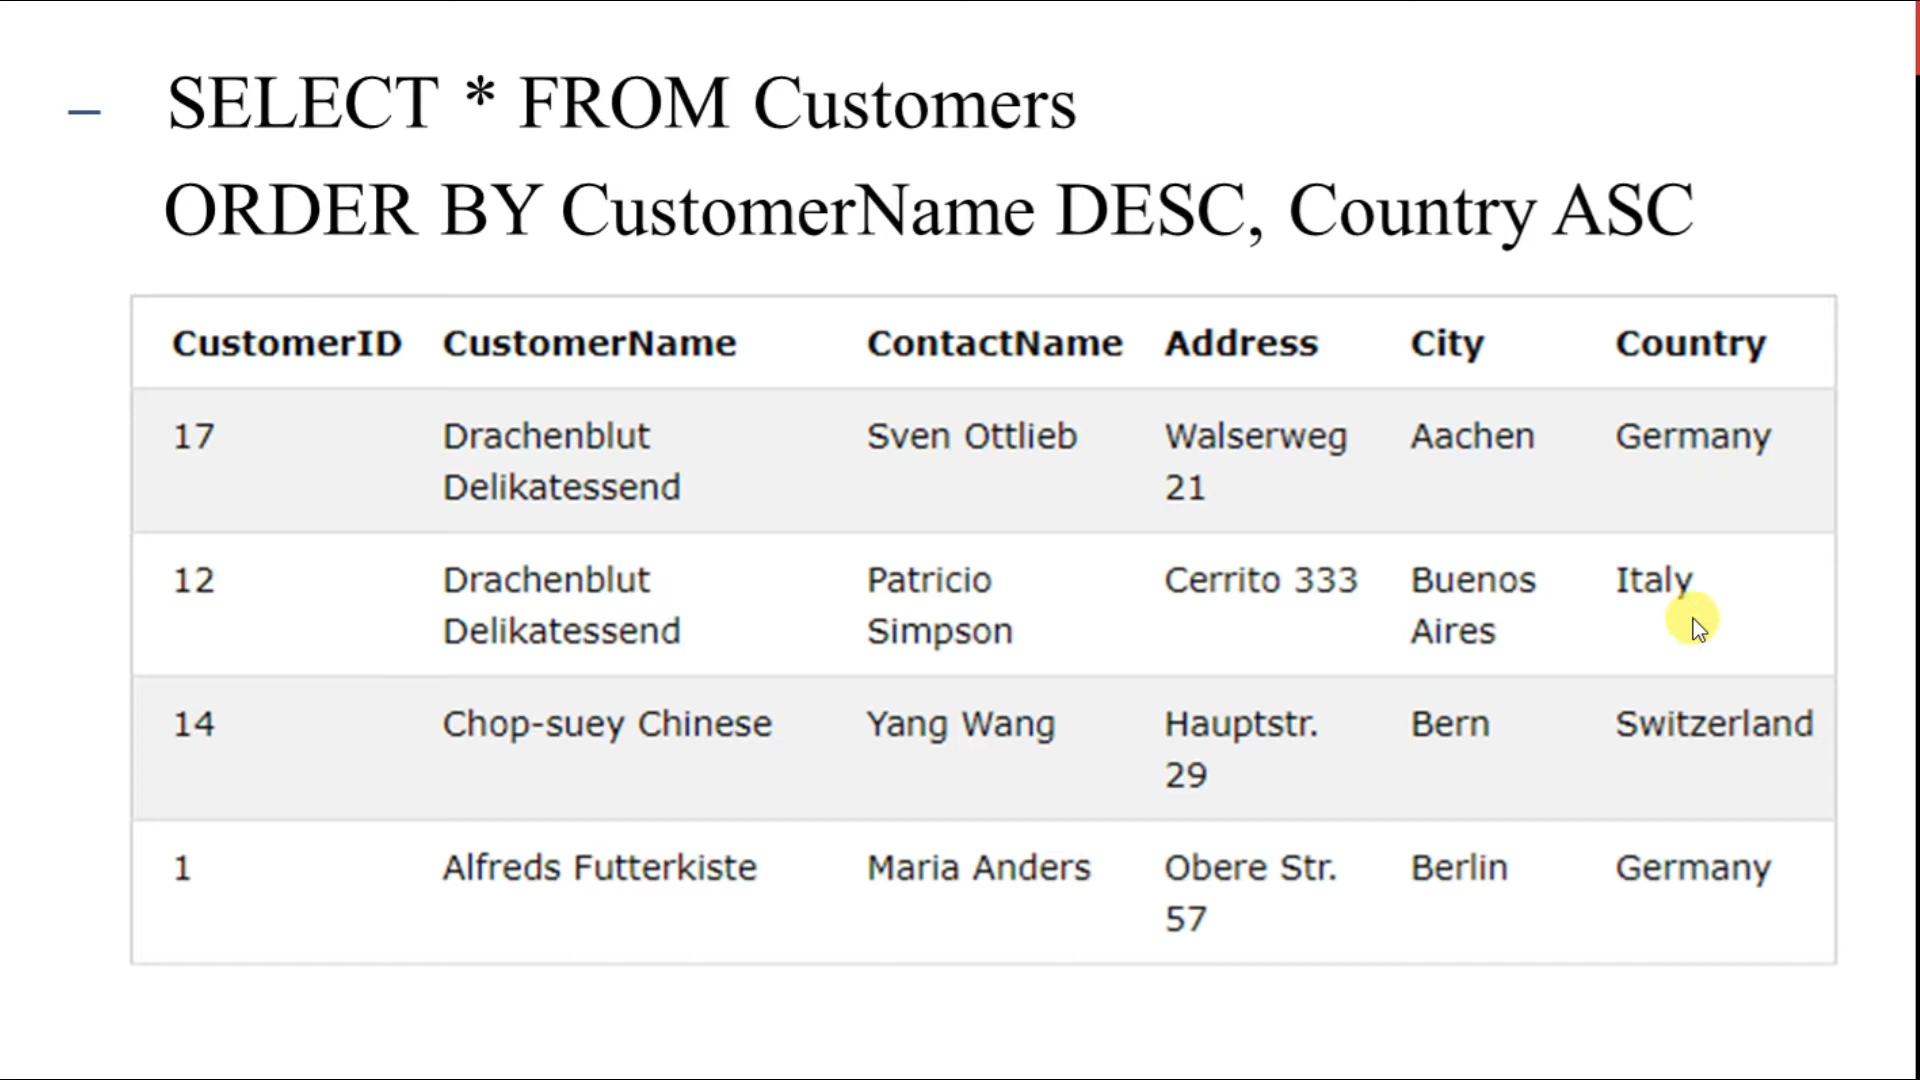 – SELECT * FROM Customers
ORDER BY CustomerName DESC, Country ASC
CustomerID CustomerName ContactName Address City Country
17 Drachenblut Delikatessend Sven Ottlieb Walserweg 21 Aachen Germany
12 Drachenblut Delikatessend Patricio Simpson Cerrito 333 Buenos Aires Italy
14 Chop-suey Chinese Yang Wang Hauptstr. 29 Bern Switzerland
1 Alfreds Futterkiste Maria Anders Obere Str. 57 Berlin Germany